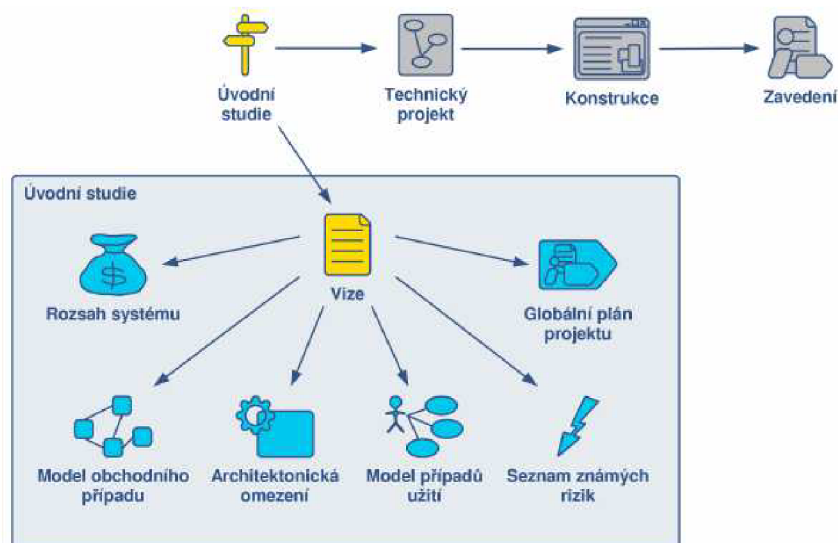 Úvodní
studie
Technický
projekt
Konstrukce
Zavedení
Úvodní studie
Vize
Rozsah systému
Globální plán
projektu
Model obchodního
případu
Architektonická
omezení
Model případů
užití
Seznam známých
rizik
$